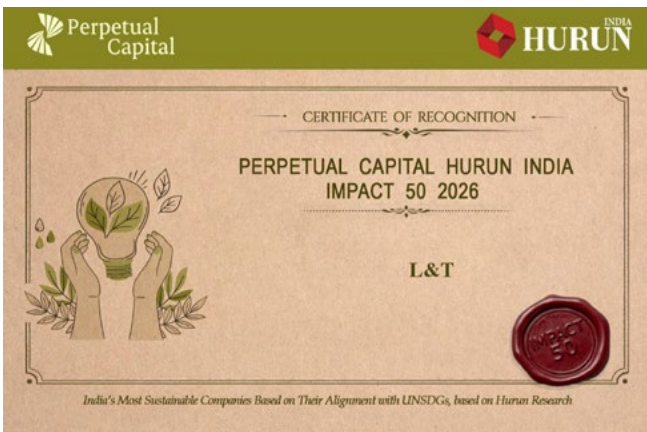 Perpetual
Capital
INDIA
HURUN
CERTIFICATE OF RECOGNITION
PERPETUAL CAPITAL HURUN INDIA
IMPACT 50 2026
L&T
IMPACT
50
India's Most Sustainable Companies Based on Their Alignment with UNSDGs, based on Hurun Research